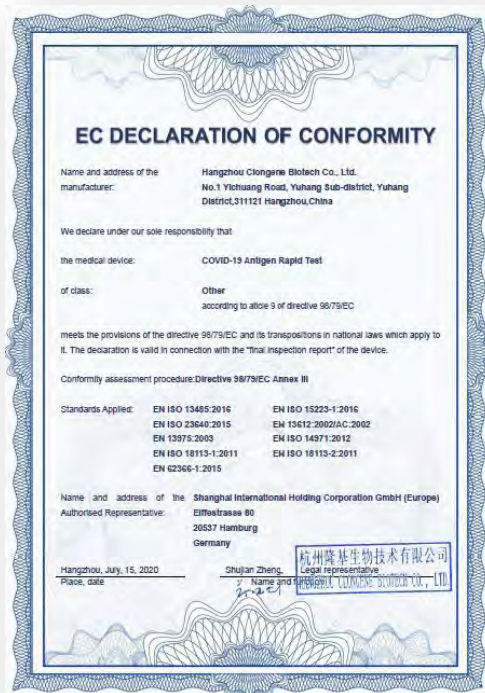 EC DECLARATION OF CONFORMITY
Name and address of the manufacturer:
Hangzhou Clongene Biotech Co., Ltd.
No.1 Yichuang Road, Yuhang Sub-district, Yuhang
District,311121 Hangzhou,China
We declare under our sole responsibility that
the medical device: COVID-19 Antigen Rapid Test
of class: Other
according to aticle 9 of directive 98/79/EC
meets the provisions of the directive 98/79/EC and its transpositions in national laws which apply to
it. The declaration is valid in connection with the "final inspection report" of the device.
Conformity assessment procedure:Directive 98/79/EC Annex III
Standards Applied: EN ISO 13485:2016 EN ISO 15223-1:2016
EN ISO 23640:2015 EN 13612:2002/AC:2002
EN 13975:2003 EN ISO 14971:2012
EN ISO 18113-1:2011 EN ISO 18113-2:2011
EN 62366-1:2015
Name and address of the Authorised Representative:
Shanghai International Holding Corporation GmbH (Europe)
Eiffestrasse 80
20537 Hamburg
Germany
Hangzhou, July, 15, 2020 Shujian Zheng, Legal representative
Place, date Name and
杭州隆基生物技术有限公司
HANGZHOU CLONGENE BIOTECH CO., LTD.